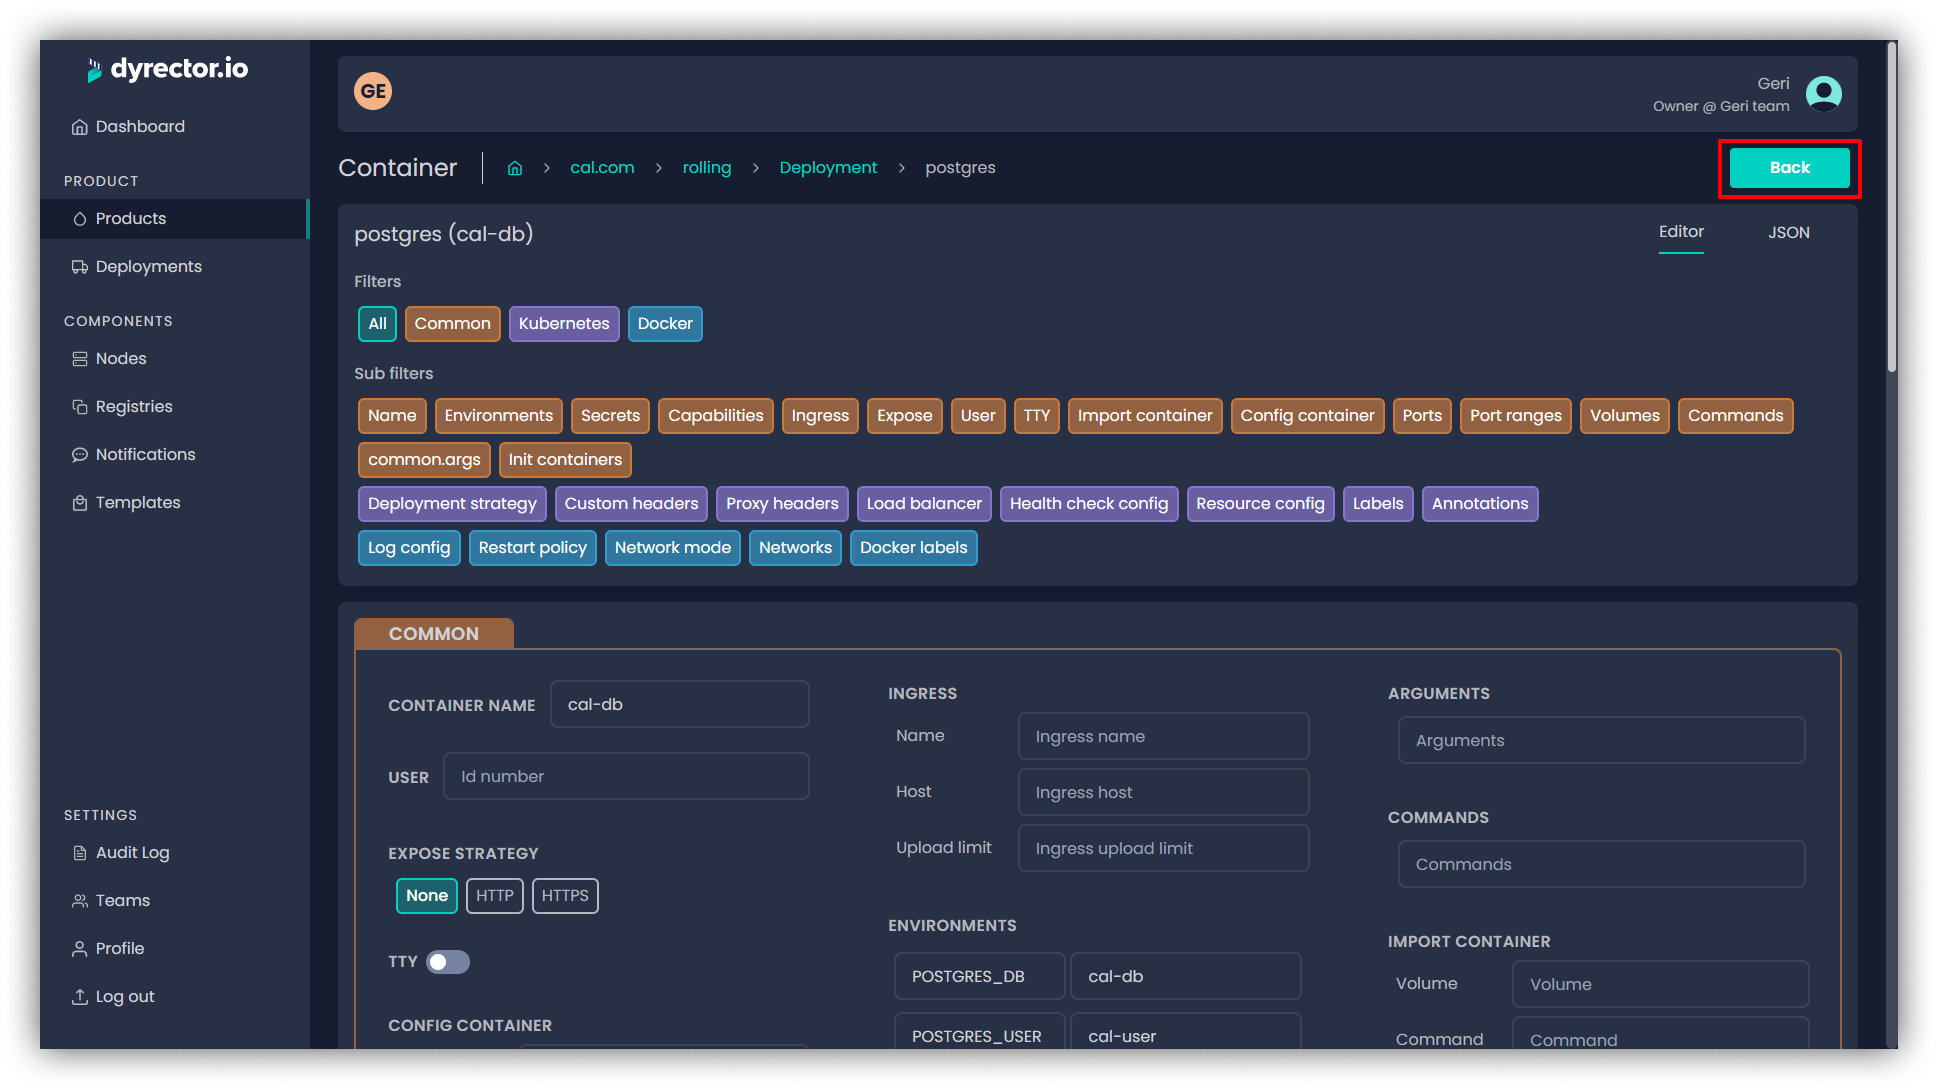 dyrector.io
Dashboard
PRODUCT
Products
Deployments
COMPONENTS
Nodes
Registries
Notifications
Templates
SETTINGS
Audit Log
Teams
Profile
Log out
GE
Geri
Owner @ Geri team
Container
cal.com > rolling > Deployment > postgres
Back
postgres (cal-db)
Editor JSON
Filters
All Common Kubernetes Docker
Sub filters
Name Environments Secrets Capabilities Ingress Expose User TTY Import container Config container Ports Port ranges Volumes Commands
common.args Init containers
Deployment strategy Custom headers Proxy headers Load balancer Health check config Resource config Labels Annotations
Log config Restart policy Network mode Networks Docker labels
COMMON
CONTAINER NAME cal-db
USER Id number
EXPOSE STRATEGY
None HTTP HTTPS
TTY
CONFIG CONTAINER
INGRESS
Name Ingress name
Host Ingress host
Upload limit Ingress upload limit
ENVIRONMENTS
POSTGRES_DB cal-db
POSTGRES_USER cal-user
ARGUMENTS
Arguments
COMMANDS
Commands
IMPORT CONTAINER
Volume Volume
Command Command